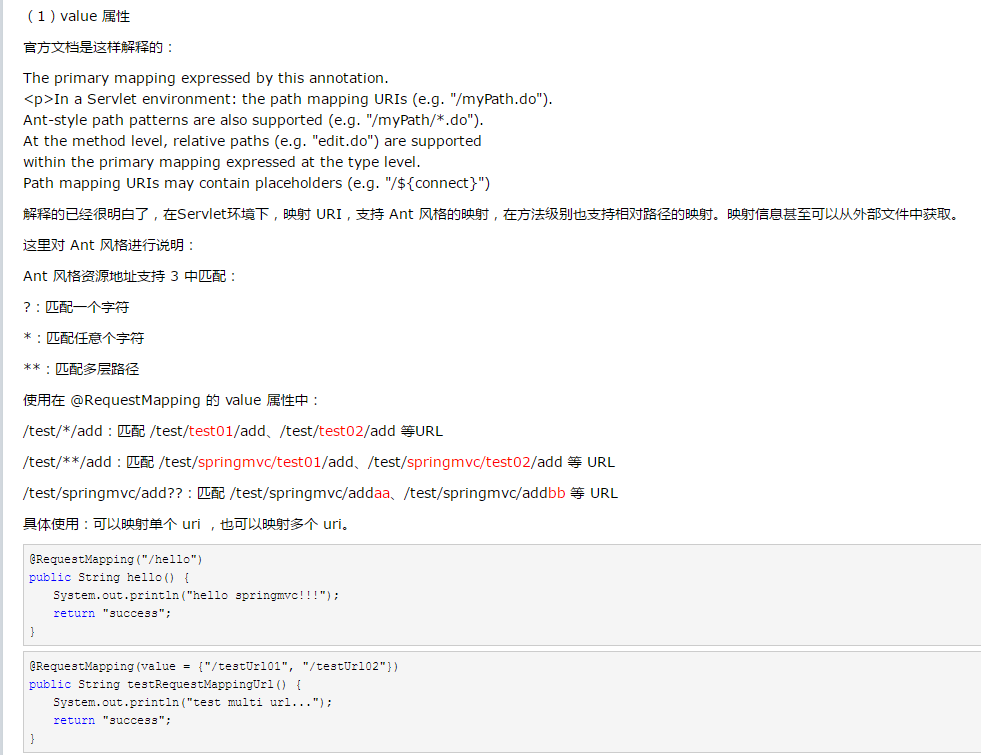 （1）value 属性
官方文档是这样解释的：
The primary mapping expressed by this annotation.
<p>In a Servlet environment: the path mapping URIs (e.g. "/myPath.do").
Ant-style path patterns are also supported (e.g. "/myPath/*.do").
At the method level, relative paths (e.g. "edit.do") are supported
within the primary mapping expressed at the type level.
Path mapping URIs may contain placeholders (e.g. "/${connect}")
解释的已经很明白了，在Servlet环境下，映射 URI，支持 Ant 风格的映射，在方法级别也支持相对路径的映射。映射信息甚至可以从外部文件中获取。
这里对 Ant 风格进行说明：
Ant 风格资源地址支持 3 中匹配：
?：匹配一个字符
*：匹配任意个字符
**：匹配多层路径
使用在 @RequestMapping 的 value 属性中：
/test/*/add：匹配 /test/test01/add、/test/test02/add 等URL
/test/**/add：匹配 /test/springmvc/test01/add、/test/springmvc/test02/add 等 URL
/test/springmvc/add??：匹配 /test/springmvc/addaa、/test/springmvc/addbb 等 URL
具体使用：可以映射单个 uri ，也可以映射多个 uri。
@RequestMapping("/hello")
public String hello() {
    System.out.println("hello springmvc!!!");
    return "success";
}
@RequestMapping(value = {"/testUrl01", "/testUrl02"})
public String testRequestMappingUrl() {
    System.out.println("test multi url...");
    return "success";
}